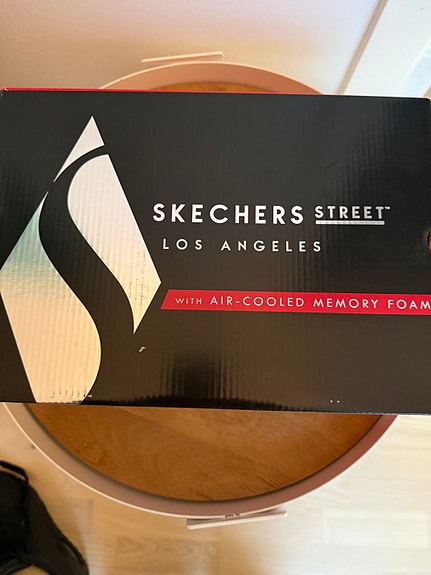 SKECHERS STREET™
LOS ANGELES
WITH AIR-COOLED MEMORY FOAM